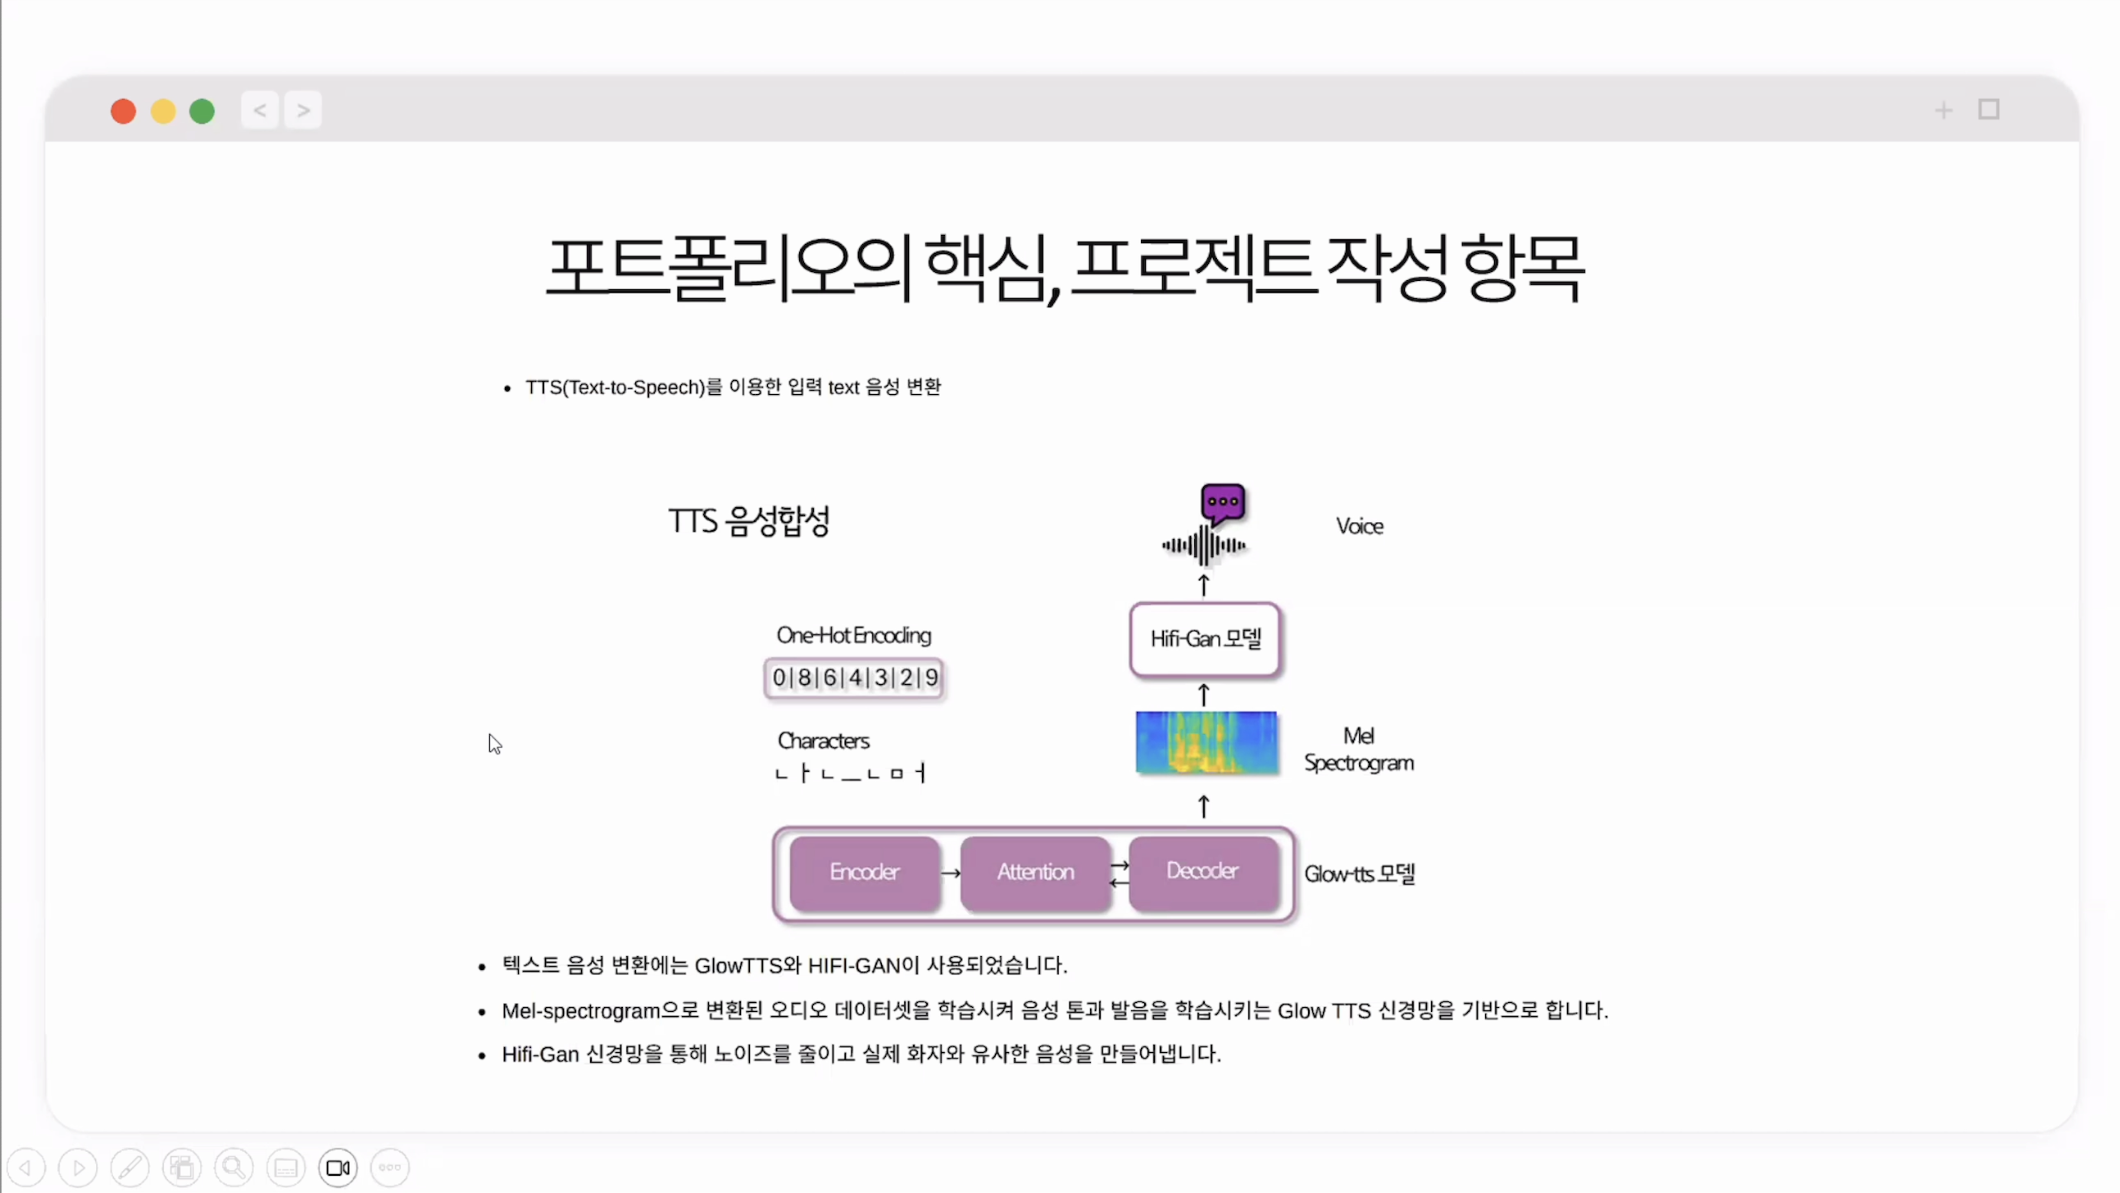 포트폴리오의 핵심, 프로젝트 작성 항목
• TTS(Text-to-Speech)를 이용한 입력 text 음성 변환
TTS 음성합성
Voice
One-Hot Encoding
0|8|6|4|3|2|9
Hifi-Gan 모델
Characters
ㄴㅏㄴㅡㄴㅁㅓ
Mel
Spectrogram
Encoder
Attention
Decoder
Glow-tts 모델
• 텍스트 음성 변환에는 GlowTTS와 HIFI-GAN이 사용되었습니다.
• Mel-spectrogram으로 변환된 오디오 데이터셋을 학습시켜 음성 톤과 발음을 학습시키는 Glow TTS 신경망을 기반으로 합니다.
• Hifi-Gan 신경망을 통해 노이즈를 줄이고 실제 화자와 유사한 음성을 만들어냅니다.